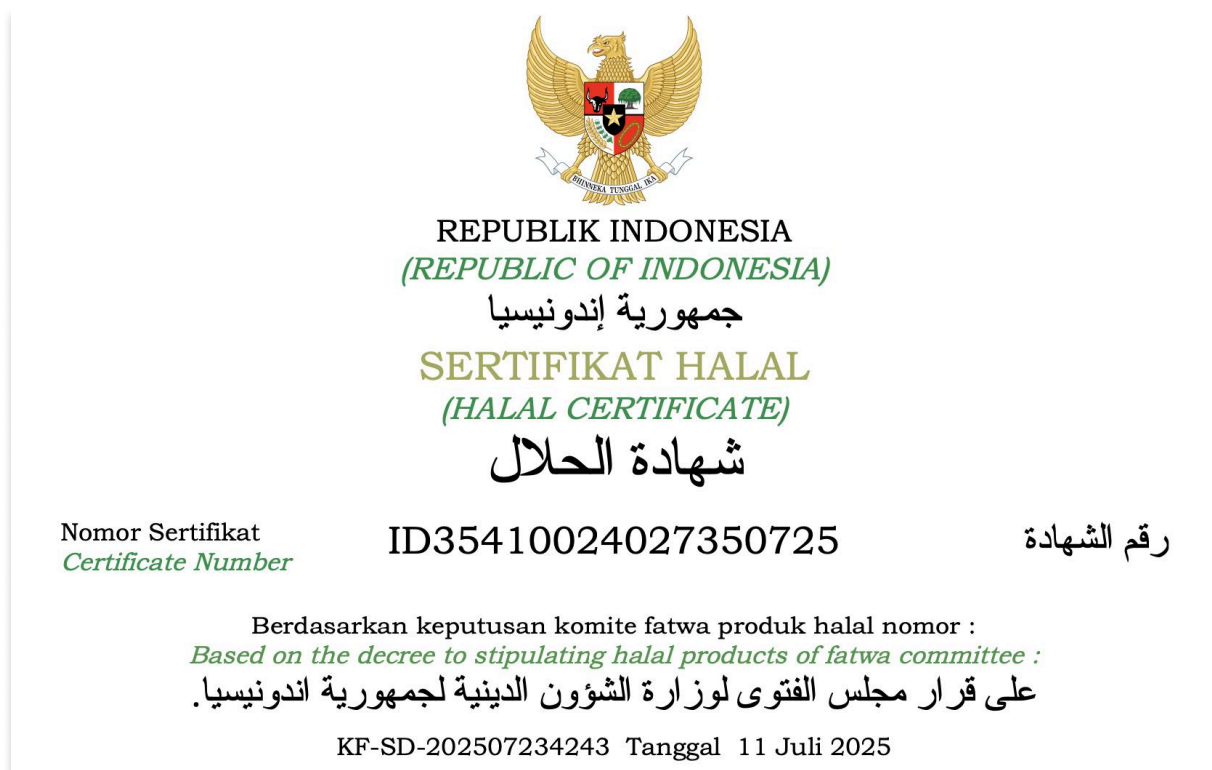 BHINNEKA TUNGGAL IKA
REPUBLIK INDONESIA
(REPUBLIC OF INDONESIA)
جمهورية إندونيسيا
SERTIFIKAT HALAL
(HALAL CERTIFICATE)
شهادة الحلال
Nomor Sertifikat
Certificate Number
ID35410024027350725
رقم الشهادة
Berdasarkan keputusan komite fatwa produk halal nomor :
Based on the decree to stipulating halal products of fatwa committee :
على قرار مجلس الفتوى لوزارة الشؤون الدينية لجمهورية اندونيسيا.
KF-SD-202507234243 Tanggal 11 Juli 2025